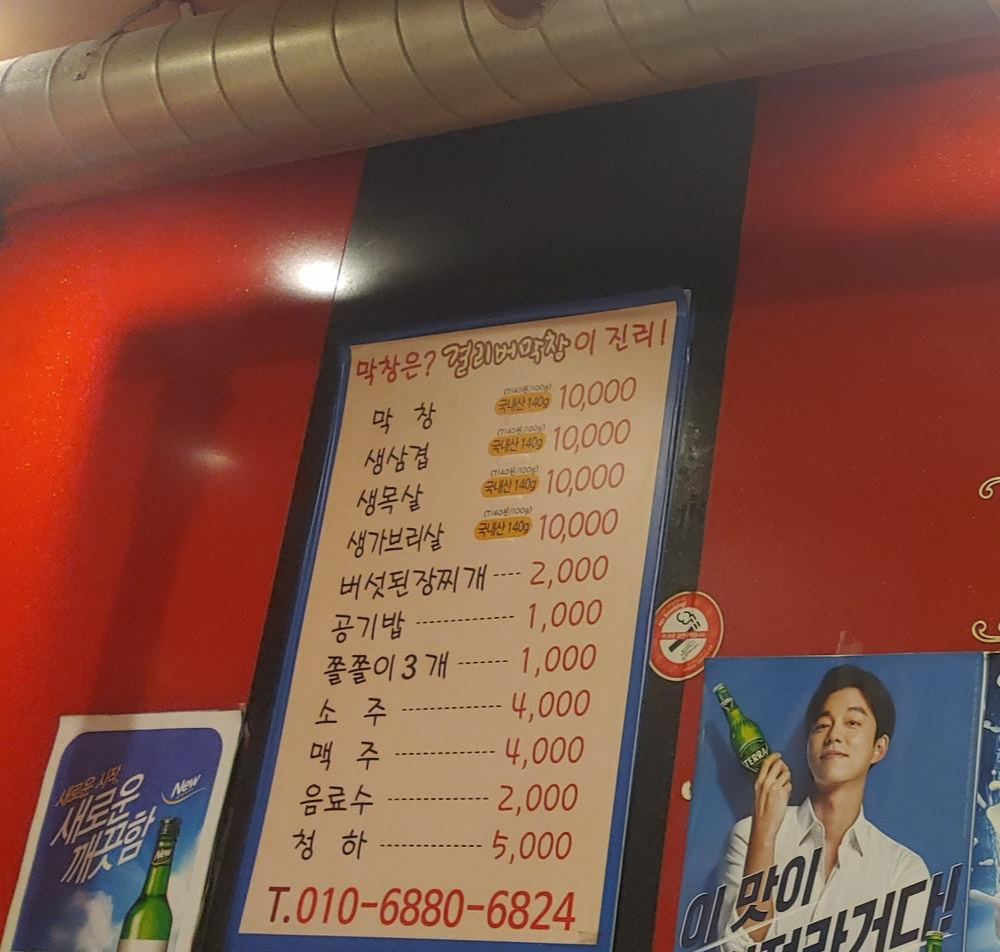 막창은? 걸리버막창이 진리!
막 창 (7140원/100g) 국내산 140g 10,000
생삼겹 (7140원/100g) 국내산 140g 10,000
생목살 (7140원/100g) 국내산 140g 10,000
생가브리살 (7140원/100g) 국내산 140g 10,000
버섯된장찌개 ---- 2,000
공기밥 -------------- 1,000
쫄쫄이 3개 ------- 1,000
소 주 -------------- 4,000
맥 주 -------------- 4,000
음료수 -------------- 2,000
청 하 -------------- 5,000
T.010-6880-6824
새로운 시작,
새로운
깨끗함
New
New
TERRA
이 맛이